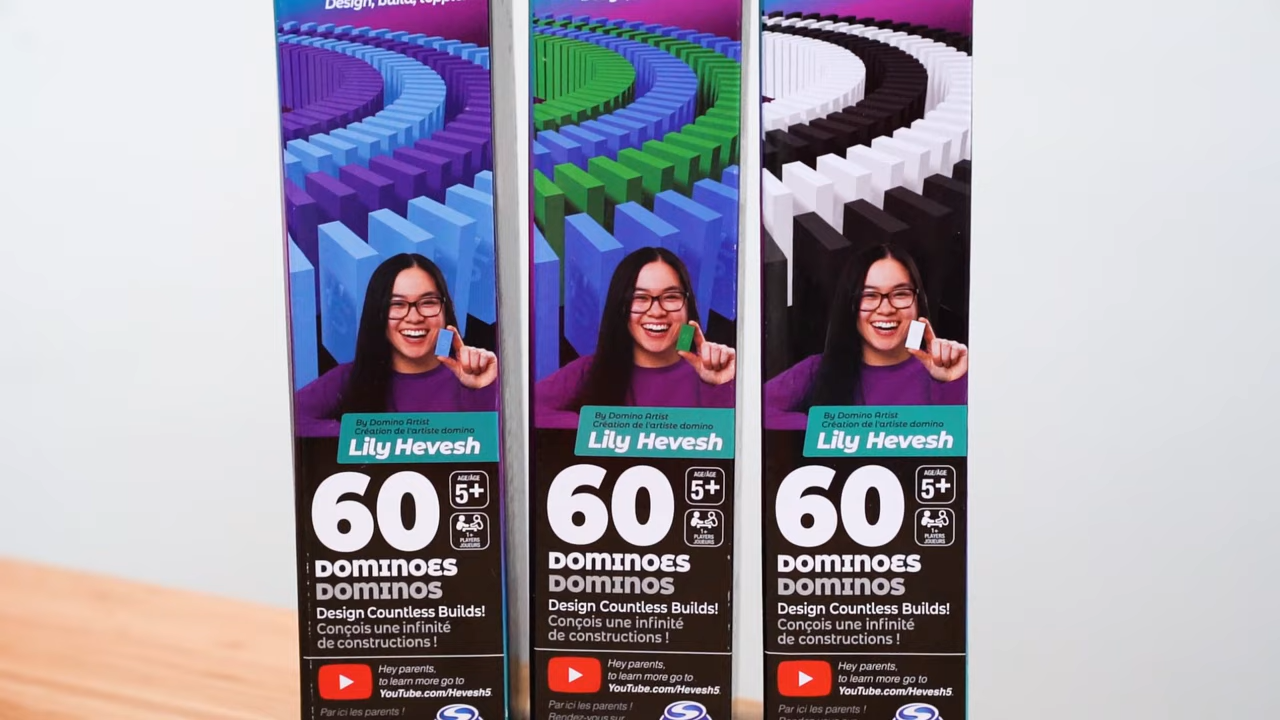 Design, build, topple
By Domino Artist
Création de l'artiste domino
Lily Hevesh
60
AGE/ÂGE
5+
1+
PLAYERS
JOUEURS
DOMINOES
DOMINOS
Design Countless Builds!
Conçois une infinité
de constructions !
Hey parents,
to learn more go to
YouTube.com/Hevesh5.
Par ici les parents !
By Domino Artist
Création de l'artiste domino
Lily Hevesh
60
AGE/ÂGE
5+
1+
PLAYERS
JOUEURS
DOMINOES
DOMINOS
Design Countless Builds!
Conçois une infinité
de constructions !
Hey parents,
to learn more go to
YouTube.com/Hevesh5.
Par ici les parents !
Rendez-vous sur
By Domino Artist
Création de l'artiste domino
Lily Hevesh
60
AGE/ÂGE
5+
1+
PLAYERS
JOUEURS
DOMINOES
DOMINOS
Design Countless Builds!
Conçois une infinité
de constructions !
Hey parents,
to learn more go to
YouTube.com/Hevesh5.
Par ici les parents !
Rendez-vous sur